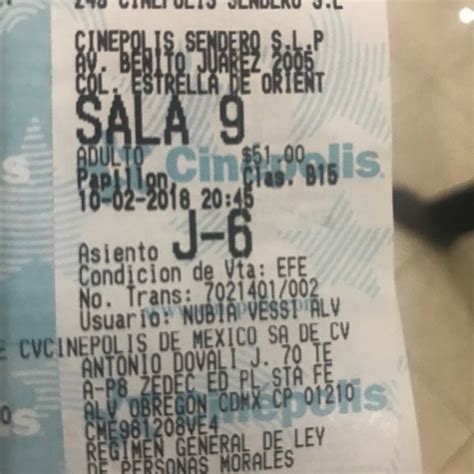 248 CINEPOLIS SENDERO S.L
CINEPOLIS SENDERO S.L.P
AV. BENITO JUAREZ 2005
COL. ESTRELLA DE ORIENT
SALA 9
ADULTO $51.00
Papillon, Clas. B15
10-02-2018 20:45
Asiento J-6
Condicion de Vta: EFE
No. Trans: 7021401/002
Usuario: NUBIA YESSI ALV
E CVCINEPOLIS DE MEXICO SA DE CV
ANTONIO DOVALI J. 70 TE
A-P8 ZEDEC ED PL STA FE
ALV OBREGON CDMX CP 01210
CME981208VE4
REGIMEN GENERAL DE LEY
DE PERSONAS MORALES
Cinépolis
Cinépolis